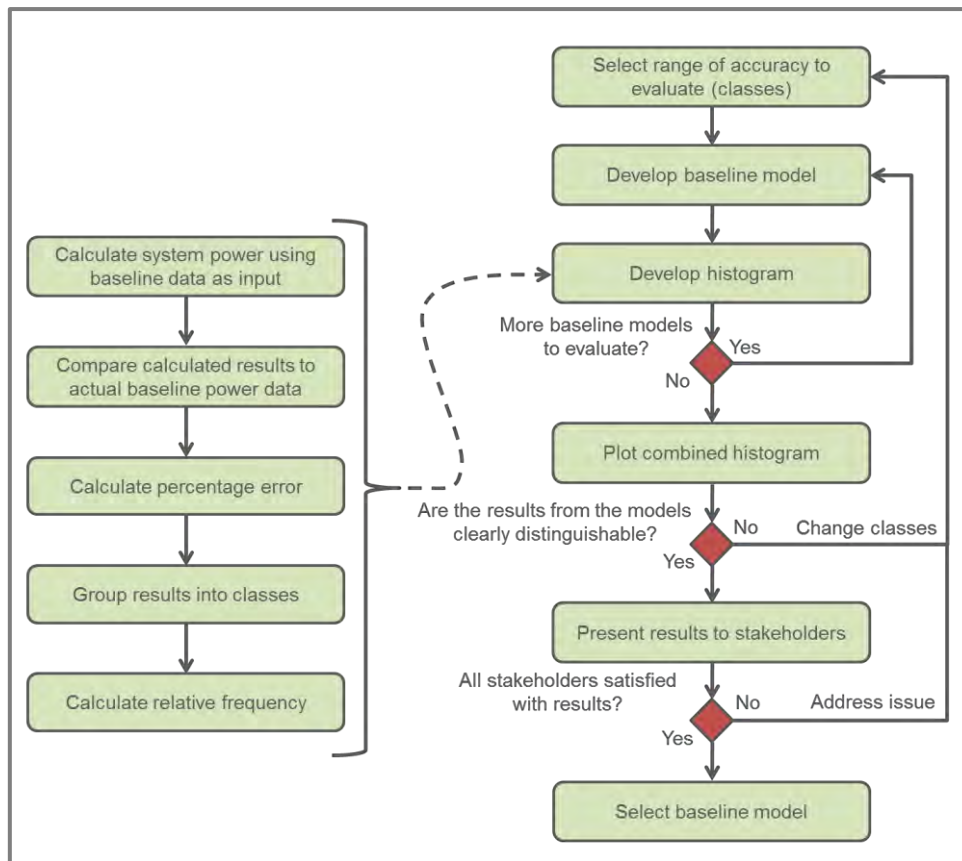 Select range of accuracy to
evaluate (classes)
Develop baseline model
Develop histogram
More baseline models
to evaluate?
Yes
No
Plot combined histogram
Are the results from the models
clearly distinguishable?
No
Change classes
Yes
Present results to stakeholders
All stakeholders satisfied
with results?
No
Address issue
Yes
Select baseline model
Calculate system power using
baseline data as input
Compare calculated results to
actual baseline power data
Calculate percentage error
Group results into classes
Calculate relative frequency